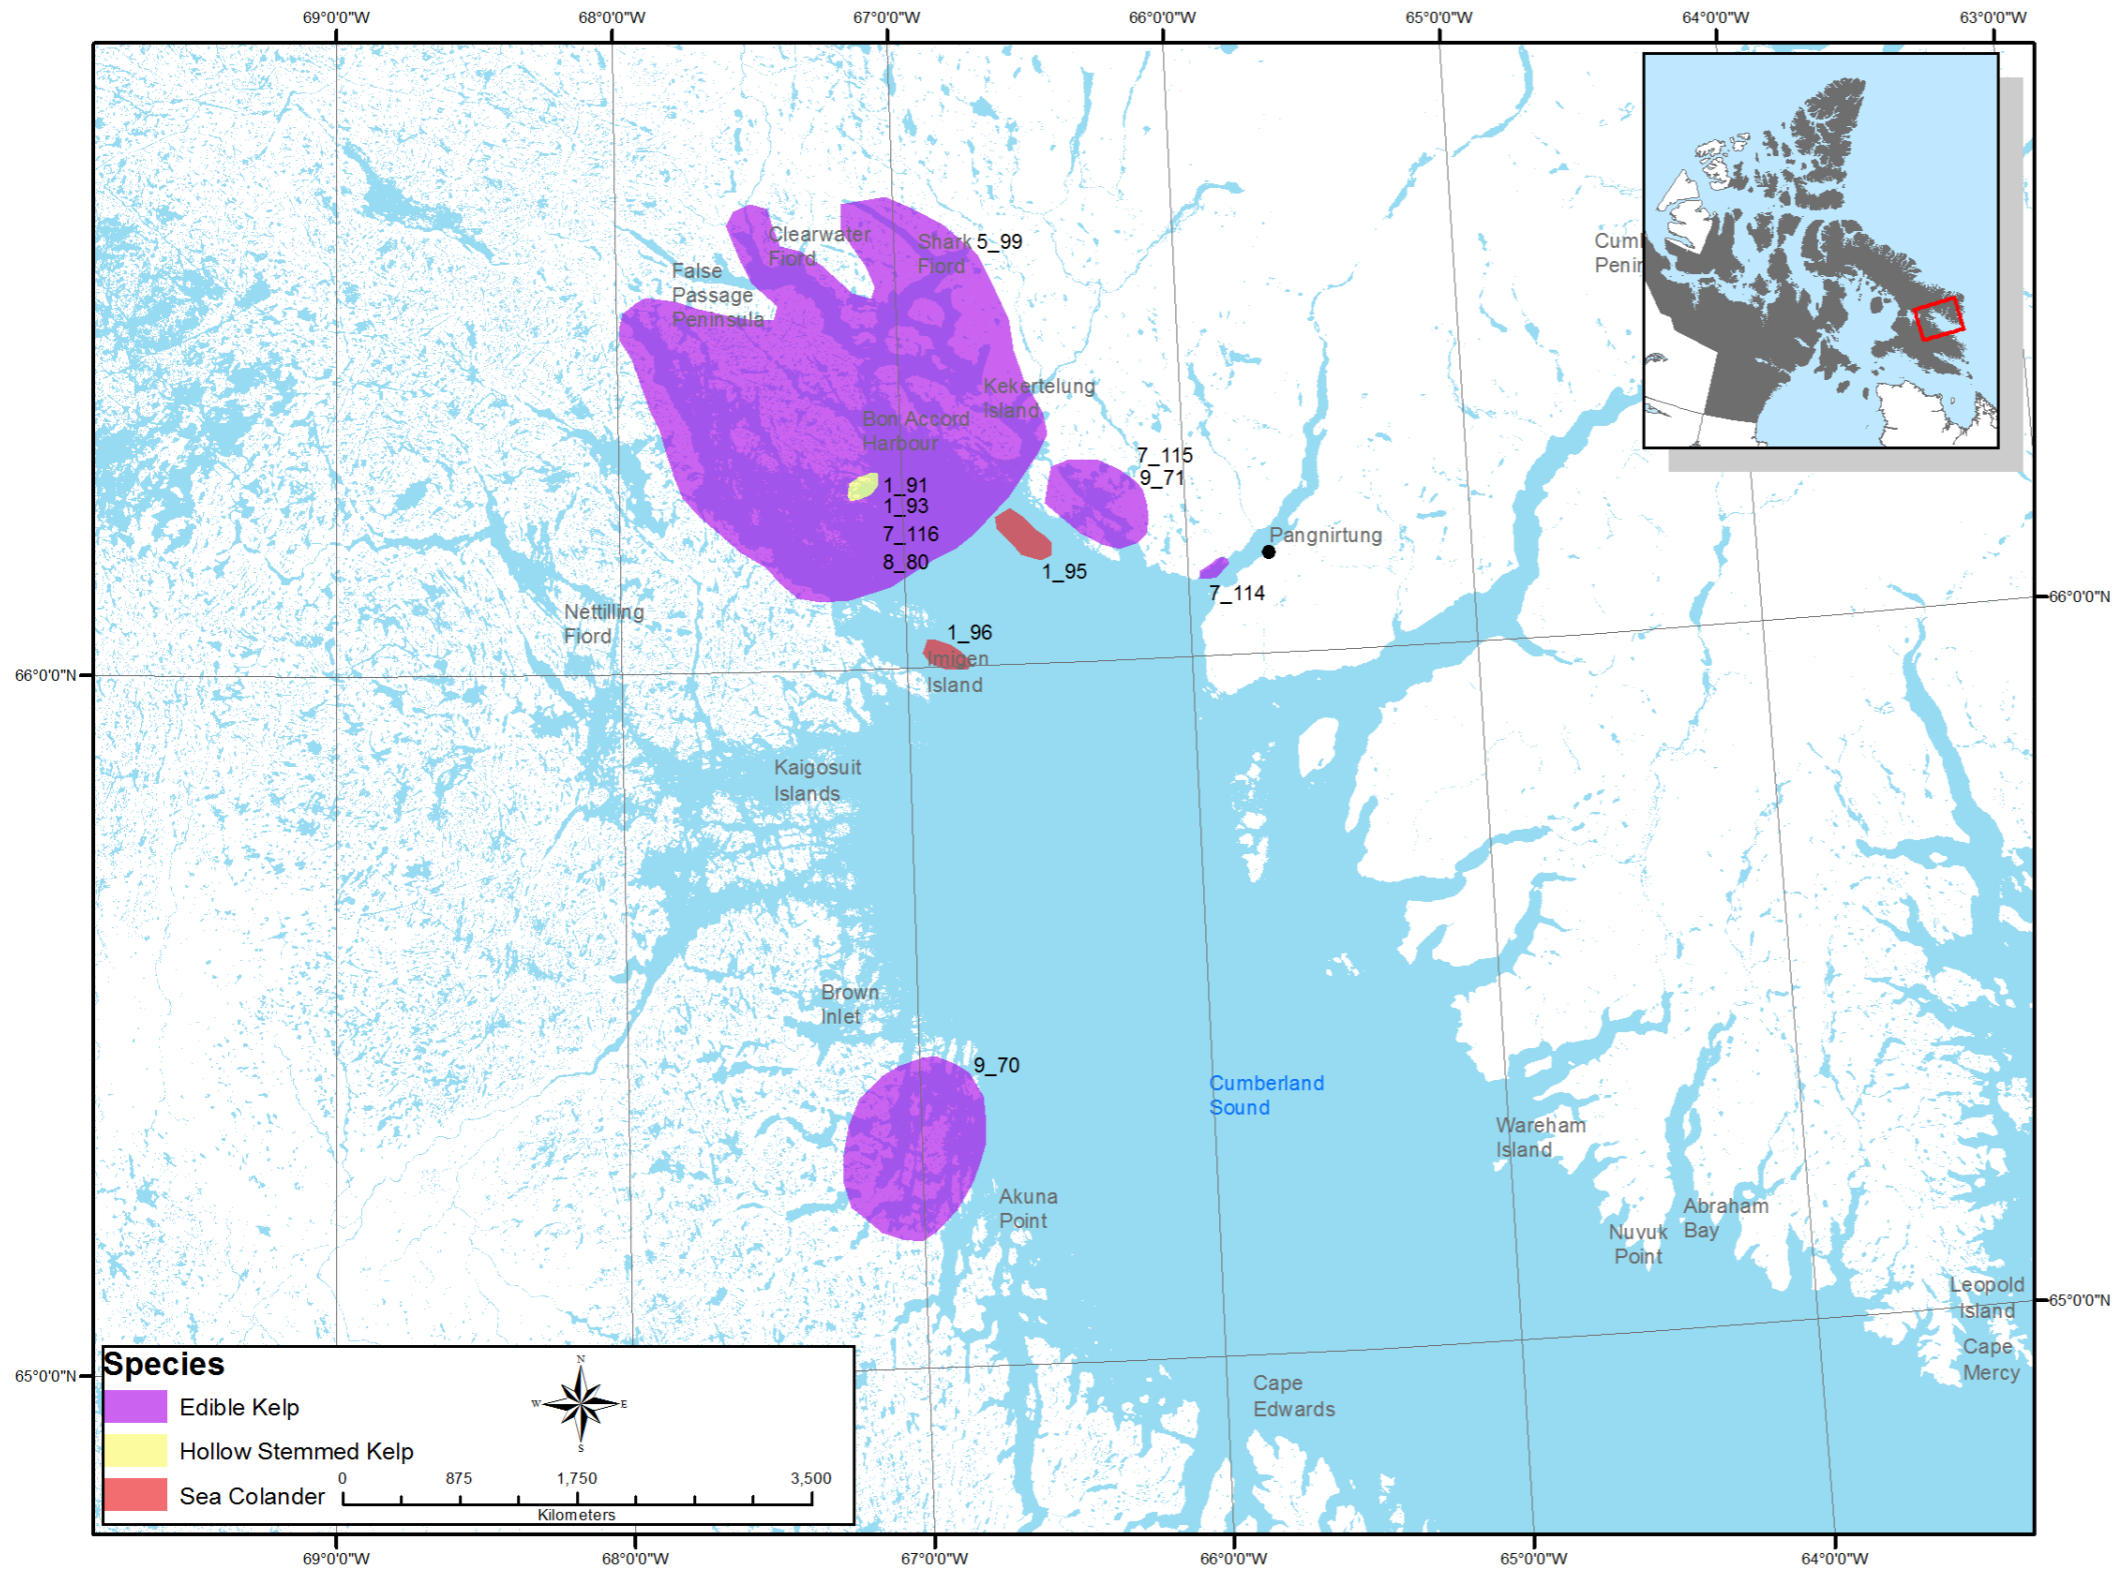 69°0'0"W
68°0'0"W
67°0'0"W
66°0'0"W
65°0'0"W
64°0'0"W
63°0'0"W
Clearwater
Fiord
Shark
Fiord
5_99
Cuml
Penir
False
Passage
Peninsula
Kekertelung
Island
Bon Accord
Harbour
7_115
9_71
1_91
1_93
7_116
8_80
Pangnirtung
1_95
7_114
66°0'0"N
Nettilling
Fiord
1_96
Imigen
Island
66°0'0"N
Kaigosuit
Islands
Brown
Inlet
9_70
Cumberland
Sound
Wareham
Island
Akuna
Point
Abraham
Bay
Nuvuk
Point
Leopold
Island
65°0'0"N
Cape
Mercy
65°0'0"N
Cape
Edwards
Species
Edible Kelp
Hollow Stemmed Kelp
Sea Colander
N
W
E
S
0
875
1,750
3,500
Kilometers
69°0'0"W
68°0'0"W
67°0'0"W
66°0'0"W
65°0'0"W
64°0'0"W